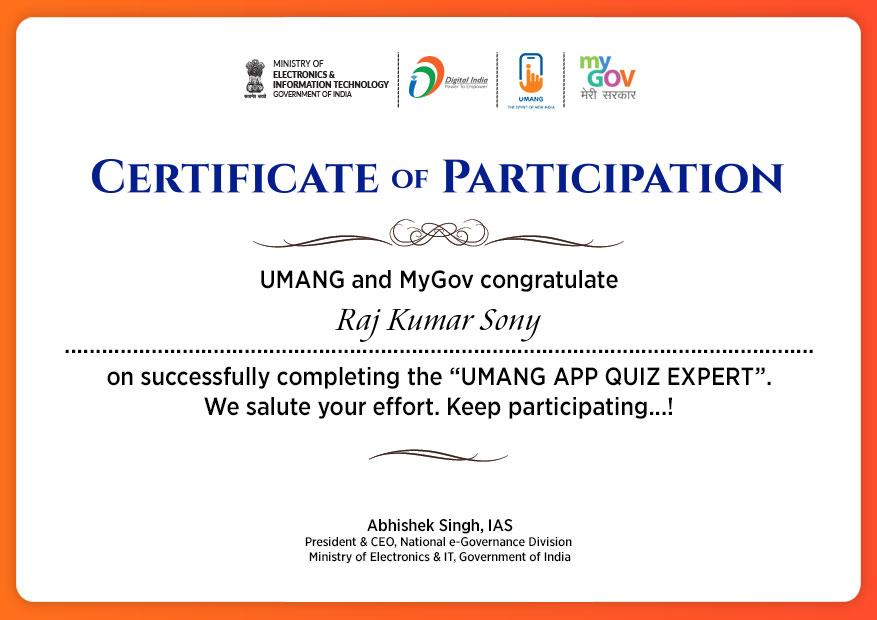 MINISTRY OF
ELECTRONICS &
INFORMATION TECHNOLOGY
GOVERNMENT OF INDIA
सत्यमेव जयते
Digital India
Power To Empower
UMANG
THE SPIRIT OF NEW INDIA
my
GOV
मेरी सरकार
CERTIFICATE OF PARTICIPATION
UMANG and MyGov congratulate
Raj Kumar Sony
on successfully completing the “UMANG APP QUIZ EXPERT”.
We salute your effort. Keep participating...!
Abhishek Singh, IAS
President & CEO, National e-Governance Division
Ministry of Electronics & IT, Government of India